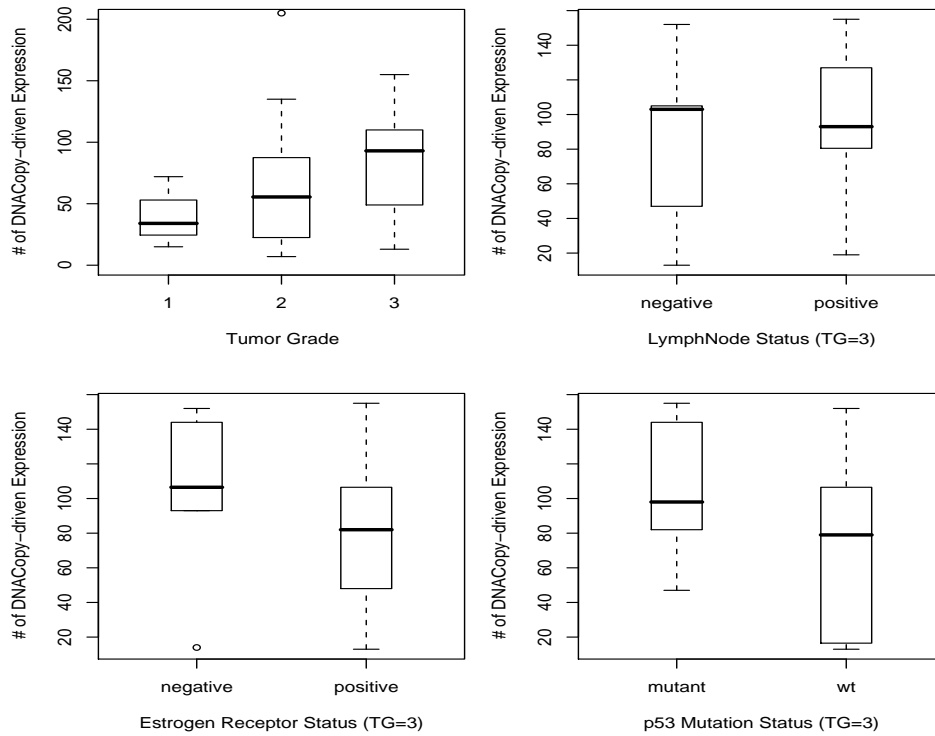 # of DNACopy−driven Expression
200
150
100
50
0
1 2 3
Tumor Grade
# of DNACopy−driven Expression
140
100
80
60
40
20
negative positive
LymphNode Status (TG=3)
# of DNACopy−driven Expression
140
100
80
60
40
20
negative positive
Estrogen Receptor Status (TG=3)
# of DNACopy−driven Expression
140
100
80
60
40
20
mutant wt
p53 Mutation Status (TG=3)